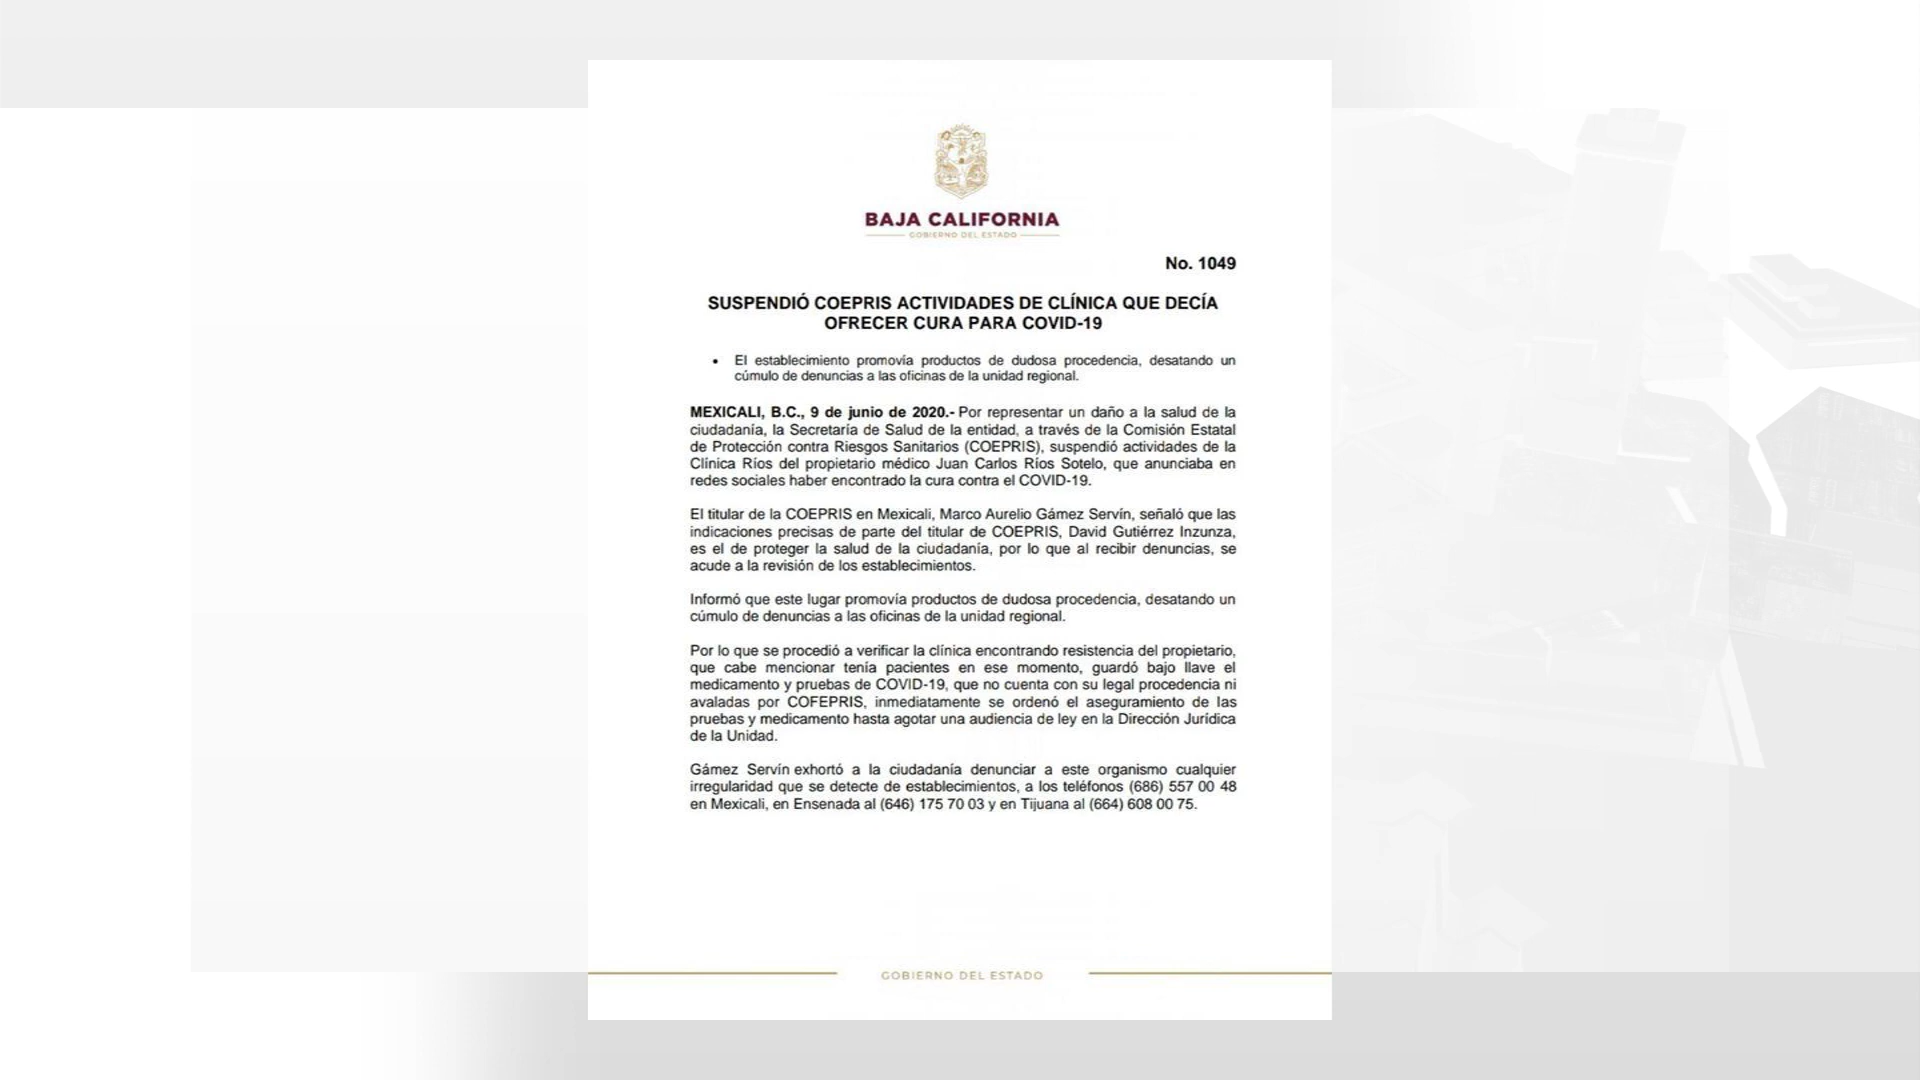 BAJA CALIFORNIA
GOBIERNO DEL ESTADO
No. 1049
SUSPENDIÓ COEPRIS ACTIVIDADES DE CLÍNICA QUE DECÍA
OFRECER CURA PARA COVID-19
• El establecimiento promovía productos de dudosa procedencia, desatando un
cúmulo de denuncias a las oficinas de la unidad regional.
MEXICALI, B.C., 9 de junio de 2020.- Por representar un daño a la salud de la
ciudadanía, la Secretaría de Salud de la entidad, a través de la Comisión Estatal
de Protección contra Riesgos Sanitarios (COEPRIS), suspendió actividades de la
Clínica Ríos del propietario médico Juan Carlos Ríos Sotelo, que anunciaba en
redes sociales haber encontrado la cura contra el COVID-19.
El titular de la COEPRIS en Mexicali, Marco Aurelio Gámez Servín, señaló que las
indicaciones precisas de parte del titular de COEPRIS, David Gutiérrez Inzunza,
es el de proteger la salud de la ciudadanía, por lo que al recibir denuncias, se
acude a la revisión de los establecimientos.
Informó que este lugar promovía productos de dudosa procedencia, desatando un
cúmulo de denuncias a las oficinas de la unidad regional.
Por lo que se procedió a verificar la clínica encontrando resistencia del propietario,
que cabe mencionar tenía pacientes en ese momento, guardó bajo llave el
medicamento y pruebas de COVID-19, que no cuenta con su legal procedencia ni
avaladas por COFEPRIS, inmediatamente se ordenó el aseguramiento de las
pruebas y medicamento hasta agotar una audiencia de ley en la Dirección Jurídica
de la Unidad.
Gámez Servín exhortó a la ciudadanía denunciar a este organismo cualquier
irregularidad que se detecte de establecimientos, a los teléfonos (686) 557 00 48
en Mexicali, en Ensenada al (646) 175 70 03 y en Tijuana al (664) 608 00 75.
GOBIERNO DEL ESTADO